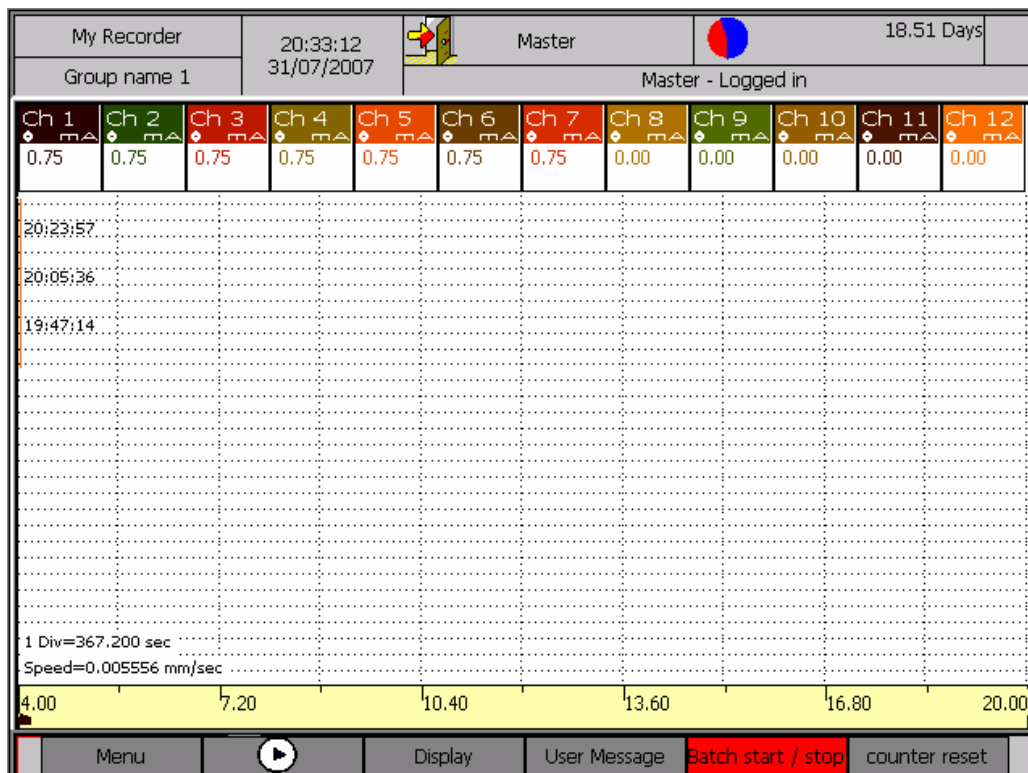 My Recorder
Group name 1
20:33:12
31/07/2007
Master
18.51 Days
Master - Logged in
Ch 1 Ch 2 Ch 3 Ch 4 Ch 5 Ch 6 Ch 7 Ch 8 Ch 9 Ch 10 Ch 11 Ch 12
mA mA mA mA mA mA mA mA mA mA mA mA
0.75 0.75 0.75 0.75 0.75 0.75 0.75 0.00 0.00 0.00 0.00 0.00
20:23:57
20:05:36
19:47:14
1 Div=367.200 sec
Speed=0.005556 mm/sec
4.00 7.20 10.40 13.60 16.80 20.00
Menu Display User Message Batch start / stop counter reset